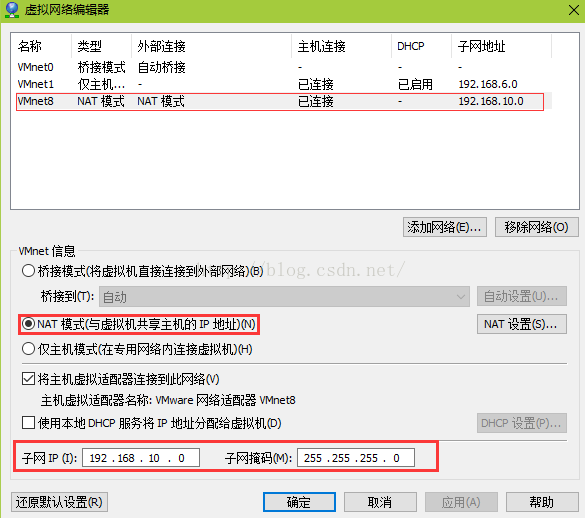 虚拟网络编辑器
名称 类型 外部连接 主机连接 DHCP 子网地址
VMnet0 桥接模式 自动桥接 - - -
VMnet1 仅主机... - 已连接 已启用 192.168.6.0
VMnet8 NAT 模式 NAT 模式 已连接 - 192.168.10.0
添加网络(E)... 移除网络(O)
VMnet 信息
桥接模式(将虚拟机直接连接到外部网络)(B)
//blog.csdn.net/
桥接到(T): 自动 自动设置(U)...
NAT 模式(与虚拟机共享主机的 IP 地址)(N) NAT 设置(S)...
仅主机模式(在专用网络内连接虚拟机)(H)
将主机虚拟适配器连接到此网络(V)
主机虚拟适配器名称: VMware 网络适配器 VMnet8
使用本地 DHCP 服务将 IP 地址分配给虚拟机(D) DHCP 设置(P)...
子网 IP (I): 192 .168 . 10 . 0 子网掩码(M): 255 .255 .255 . 0
还原默认设置(R) 确定 取消 应用(A) 帮助